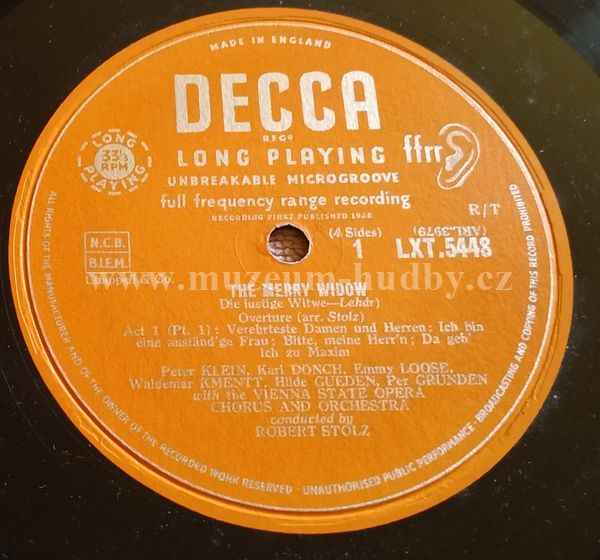 MADE IN ENGLAND
DECCA
REGD
LONG PLAYING
UNBREAKABLE MICROGROOVE
full frequency range recording
RECORDING FIRST PUBLISHED 1958
ffrr
LONG 33⅓ RPM PLAYING
R/T
(4 Sides)
(ARL.3979)
1 LXT.5448
N.C.B.
B.I.E.M.
Chappell & Co.
www.muzeum-hudby.cz
THE MERRY WIDOW
Die lustige Witwe—Lehár)
Overture (arr. Stolz)
Act 1 (Pt. 1): Verehrteste Damen und Herren; Ich bin
eine anständ'ge Frau; Bitte, meine Herr'n; Da geh'
ich zu Maxim
Peter KLEIN, Karl DÖNCH, Emmy LOOSE,
Waldemar KMENTT, Hilde GUEDEN, Per GRUNDEN
with the VIENNA STATE OPERA
CHORUS AND ORCHESTRA
conducted by
ROBERT STOLZ
ALL RIGHTS OF THE MANUFACTURER AND OF THE OWNER OF THE RECORDED WORK RESERVED · UNAUTHORISED PUBLIC PERFORMANCE · BROADCASTING AND COPYING OF THIS RECORD PROHIBITED